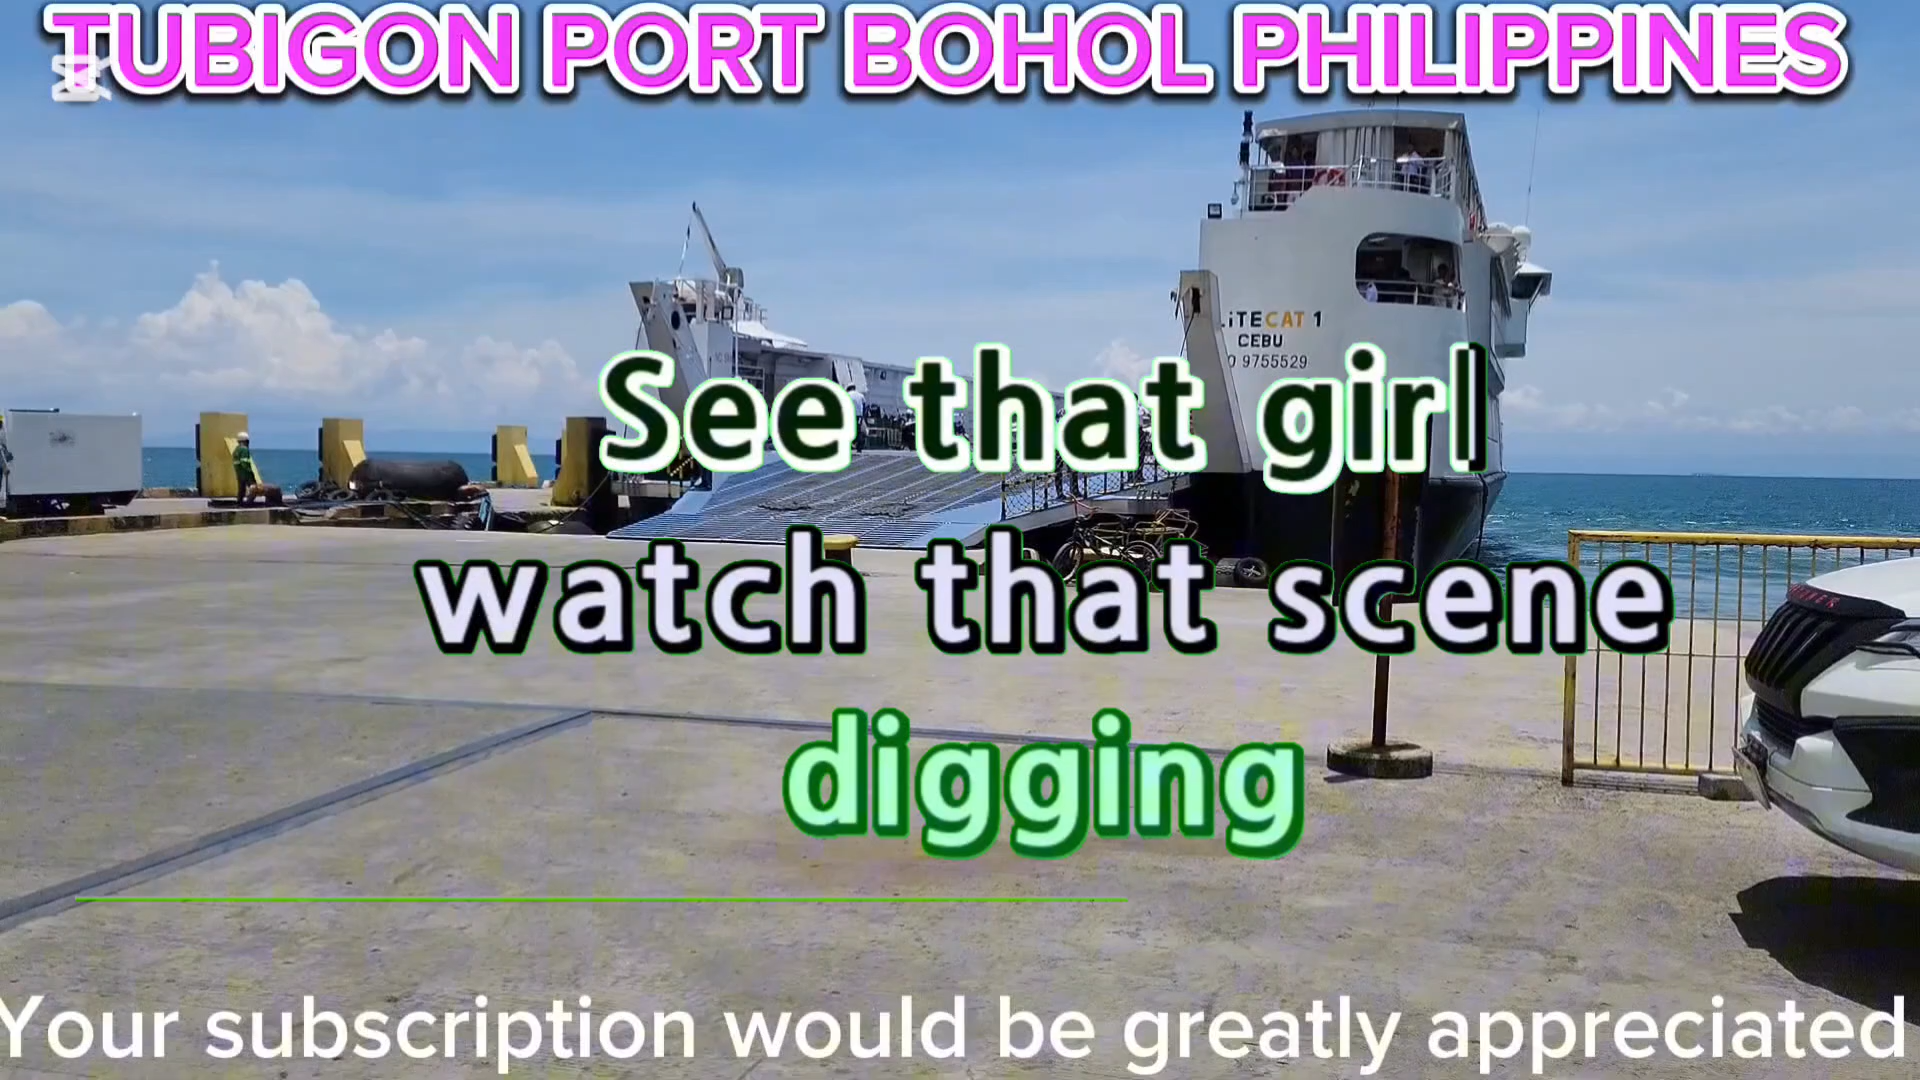 TUBIGON PORT BOHOL PHILIPPINES
LiTECAT 1
CEBU
9755529
See that girl
watch that scene
digging
Your subscription would be greatly appreciated